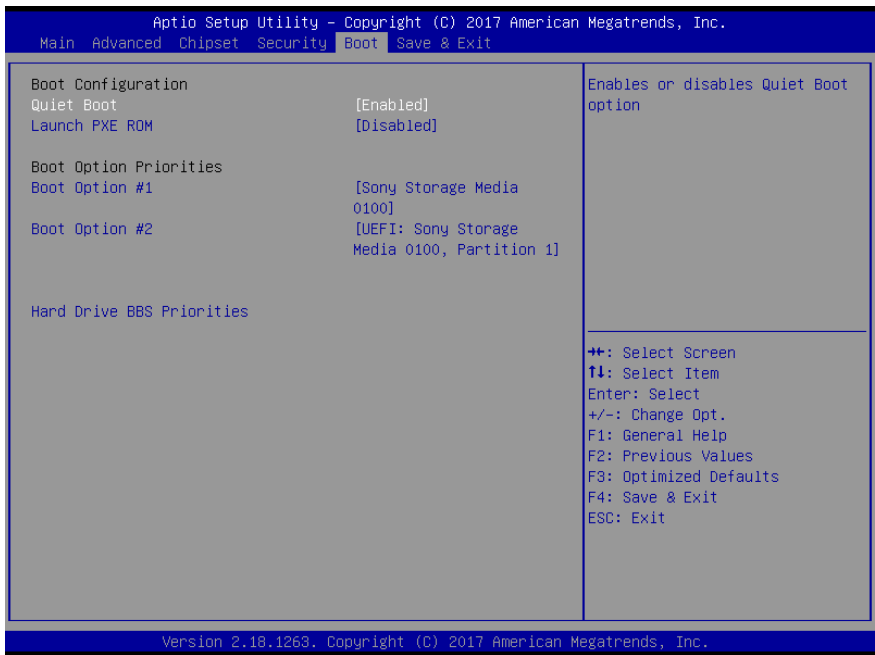 Aptio Setup Utility – Copyright (C) 2017 American Megatrends, Inc.
Main Advanced Chipset Security Boot Save & Exit
Boot Configuration
Quiet Boot [Enabled]
Launch PXE ROM [Disabled]
Boot Option Priorities
Boot Option #1 [Sony Storage Media
0100]
Boot Option #2 [UEFI: Sony Storage
Media 0100, Partition 1]
Hard Drive BBS Priorities
Enables or disables Quiet Boot
option
→←: Select Screen
↑↓: Select Item
Enter: Select
+/-: Change Opt.
F1: General Help
F2: Previous Values
F3: Optimized Defaults
F4: Save & Exit
ESC: Exit
Version 2.18.1263. Copyright (C) 2017 American Megatrends, Inc.